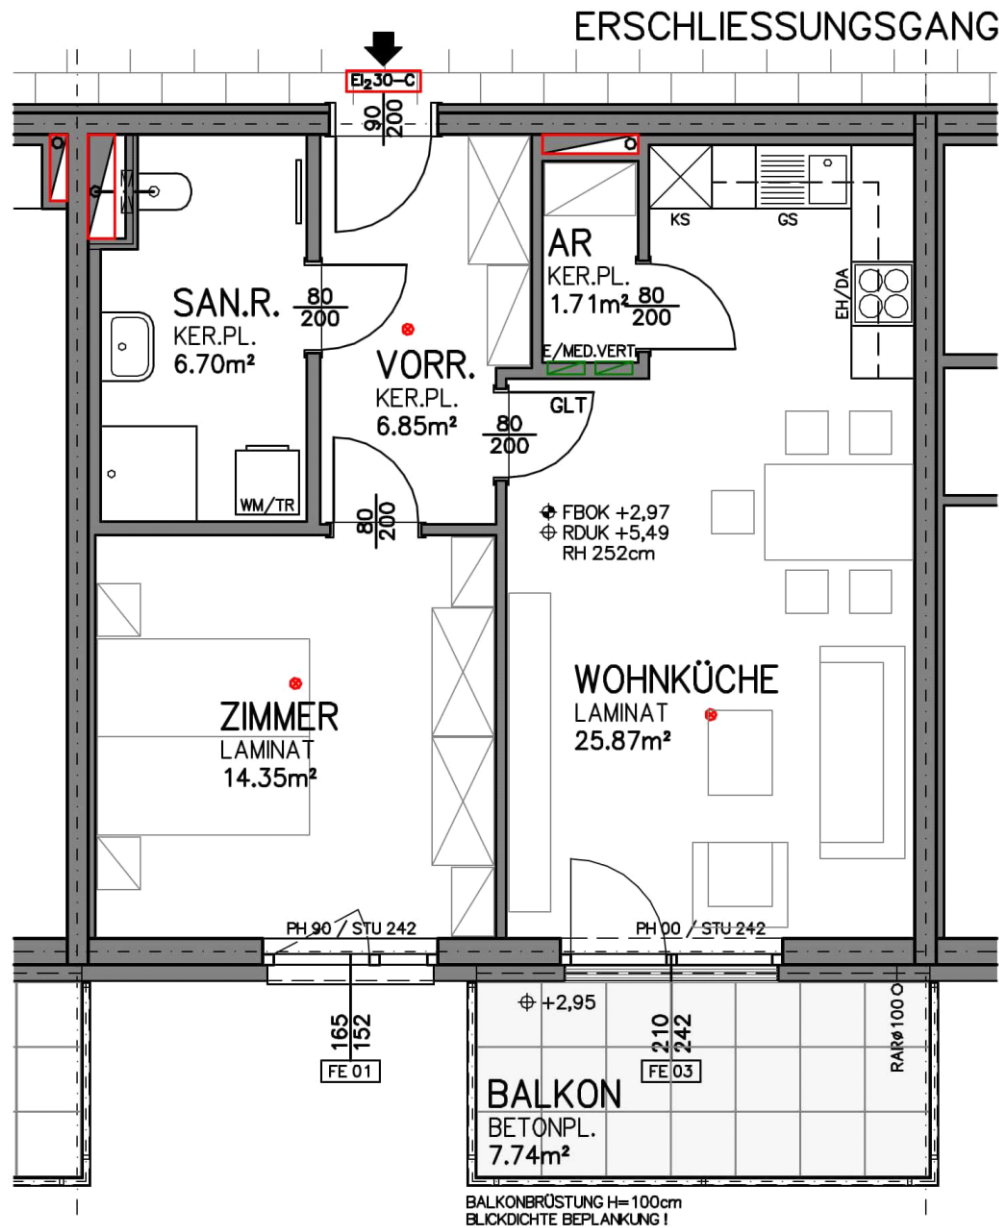 ERSCHLIESSUNGSGANG
EI₂30-C
90
200
KS
GS
AR
KER.PL.
1.71m²
80
200
EH/DA
SAN.R.
KER.PL.
6.70m²
80
200
E/MED.VERT
VORR.
KER.PL.
6.85m²
GLT
80
200
WM/TR
80
200
FBOK +2,97
RDUK +5,49
RH 252cm
ZIMMER
LAMINAT
14.35m²
WOHNKÜCHE
LAMINAT
25.87m²
PH 90 / STU 242
PH 00 / STU 242
+2,95
165
152
FE 01
210
242
FE 03
RARø100
BALKON
BETONPL.
7.74m²
BALKONBRÜSTUNG H=100cm
BLICKDICHTE BEPLANKUNG !